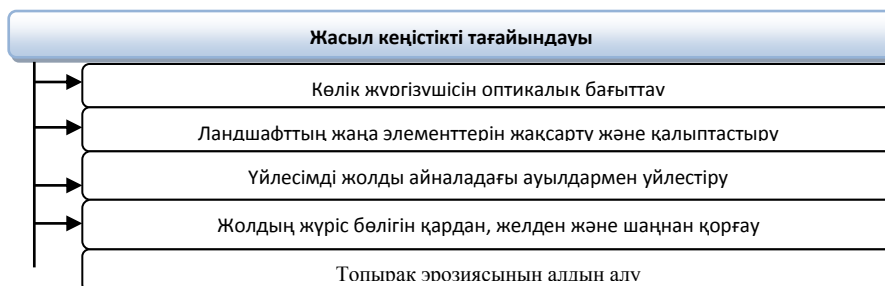 Жасыл кеңістікті тағайындауы
Көлік жүргізушісін оптикалық бағыттау
Ландшафттың жаңа элементтерін жақсарту және қалыптастыру
Үйлесімді жолды айналадағы ауылдармен уйлестіру
Жолдың жүріс бөлігін қардан, желден және шаңнан қорғау
Топырақ эрозиясының алдын алу